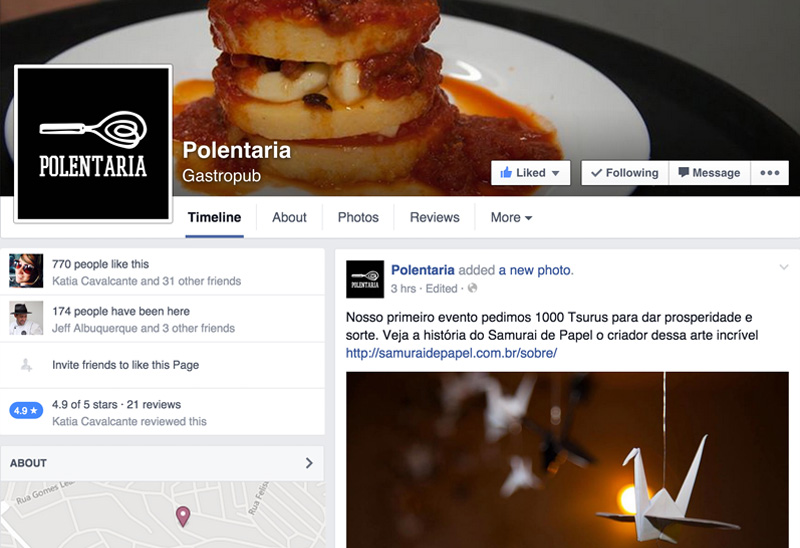 POLENTARIA
Polentaria
Gastropub
Liked
Following
Message
Timeline
About
Photos
Reviews
More
770 people like this
Katia Cavalcante and 31 other friends
174 people have been here
Jeff Albuquerque and 3 other friends
Invite friends to like this Page
4.9 ★
4.9 of 5 stars · 21 reviews
Katia Cavalcante reviewed this
ABOUT
Rua Gomes
Rua Felis
POLENTARIA
Polentaria added a new photo.
3 hrs · Edited ·
Nosso primeiro evento pedimos 1000 Tsurus para dar prosperidade e
sorte. Veja a história do Samurai de Papel o criador dessa arte incrível
http://samuraidepapel.com.br/sobre/